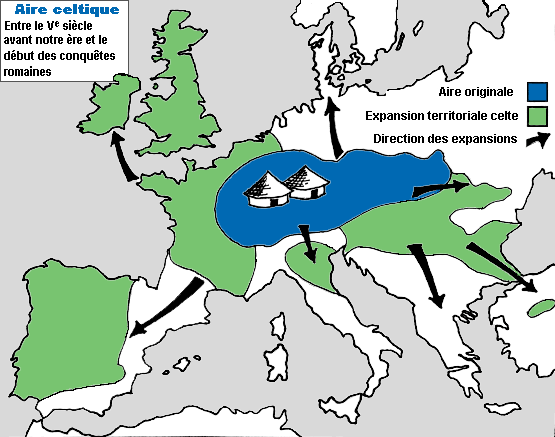 Aire celtique
Entre le Ve siècle
avant notre ère et le
début des conquêtes
romaines
Aire originale
Expansion territoriale celte
Direction des expansions